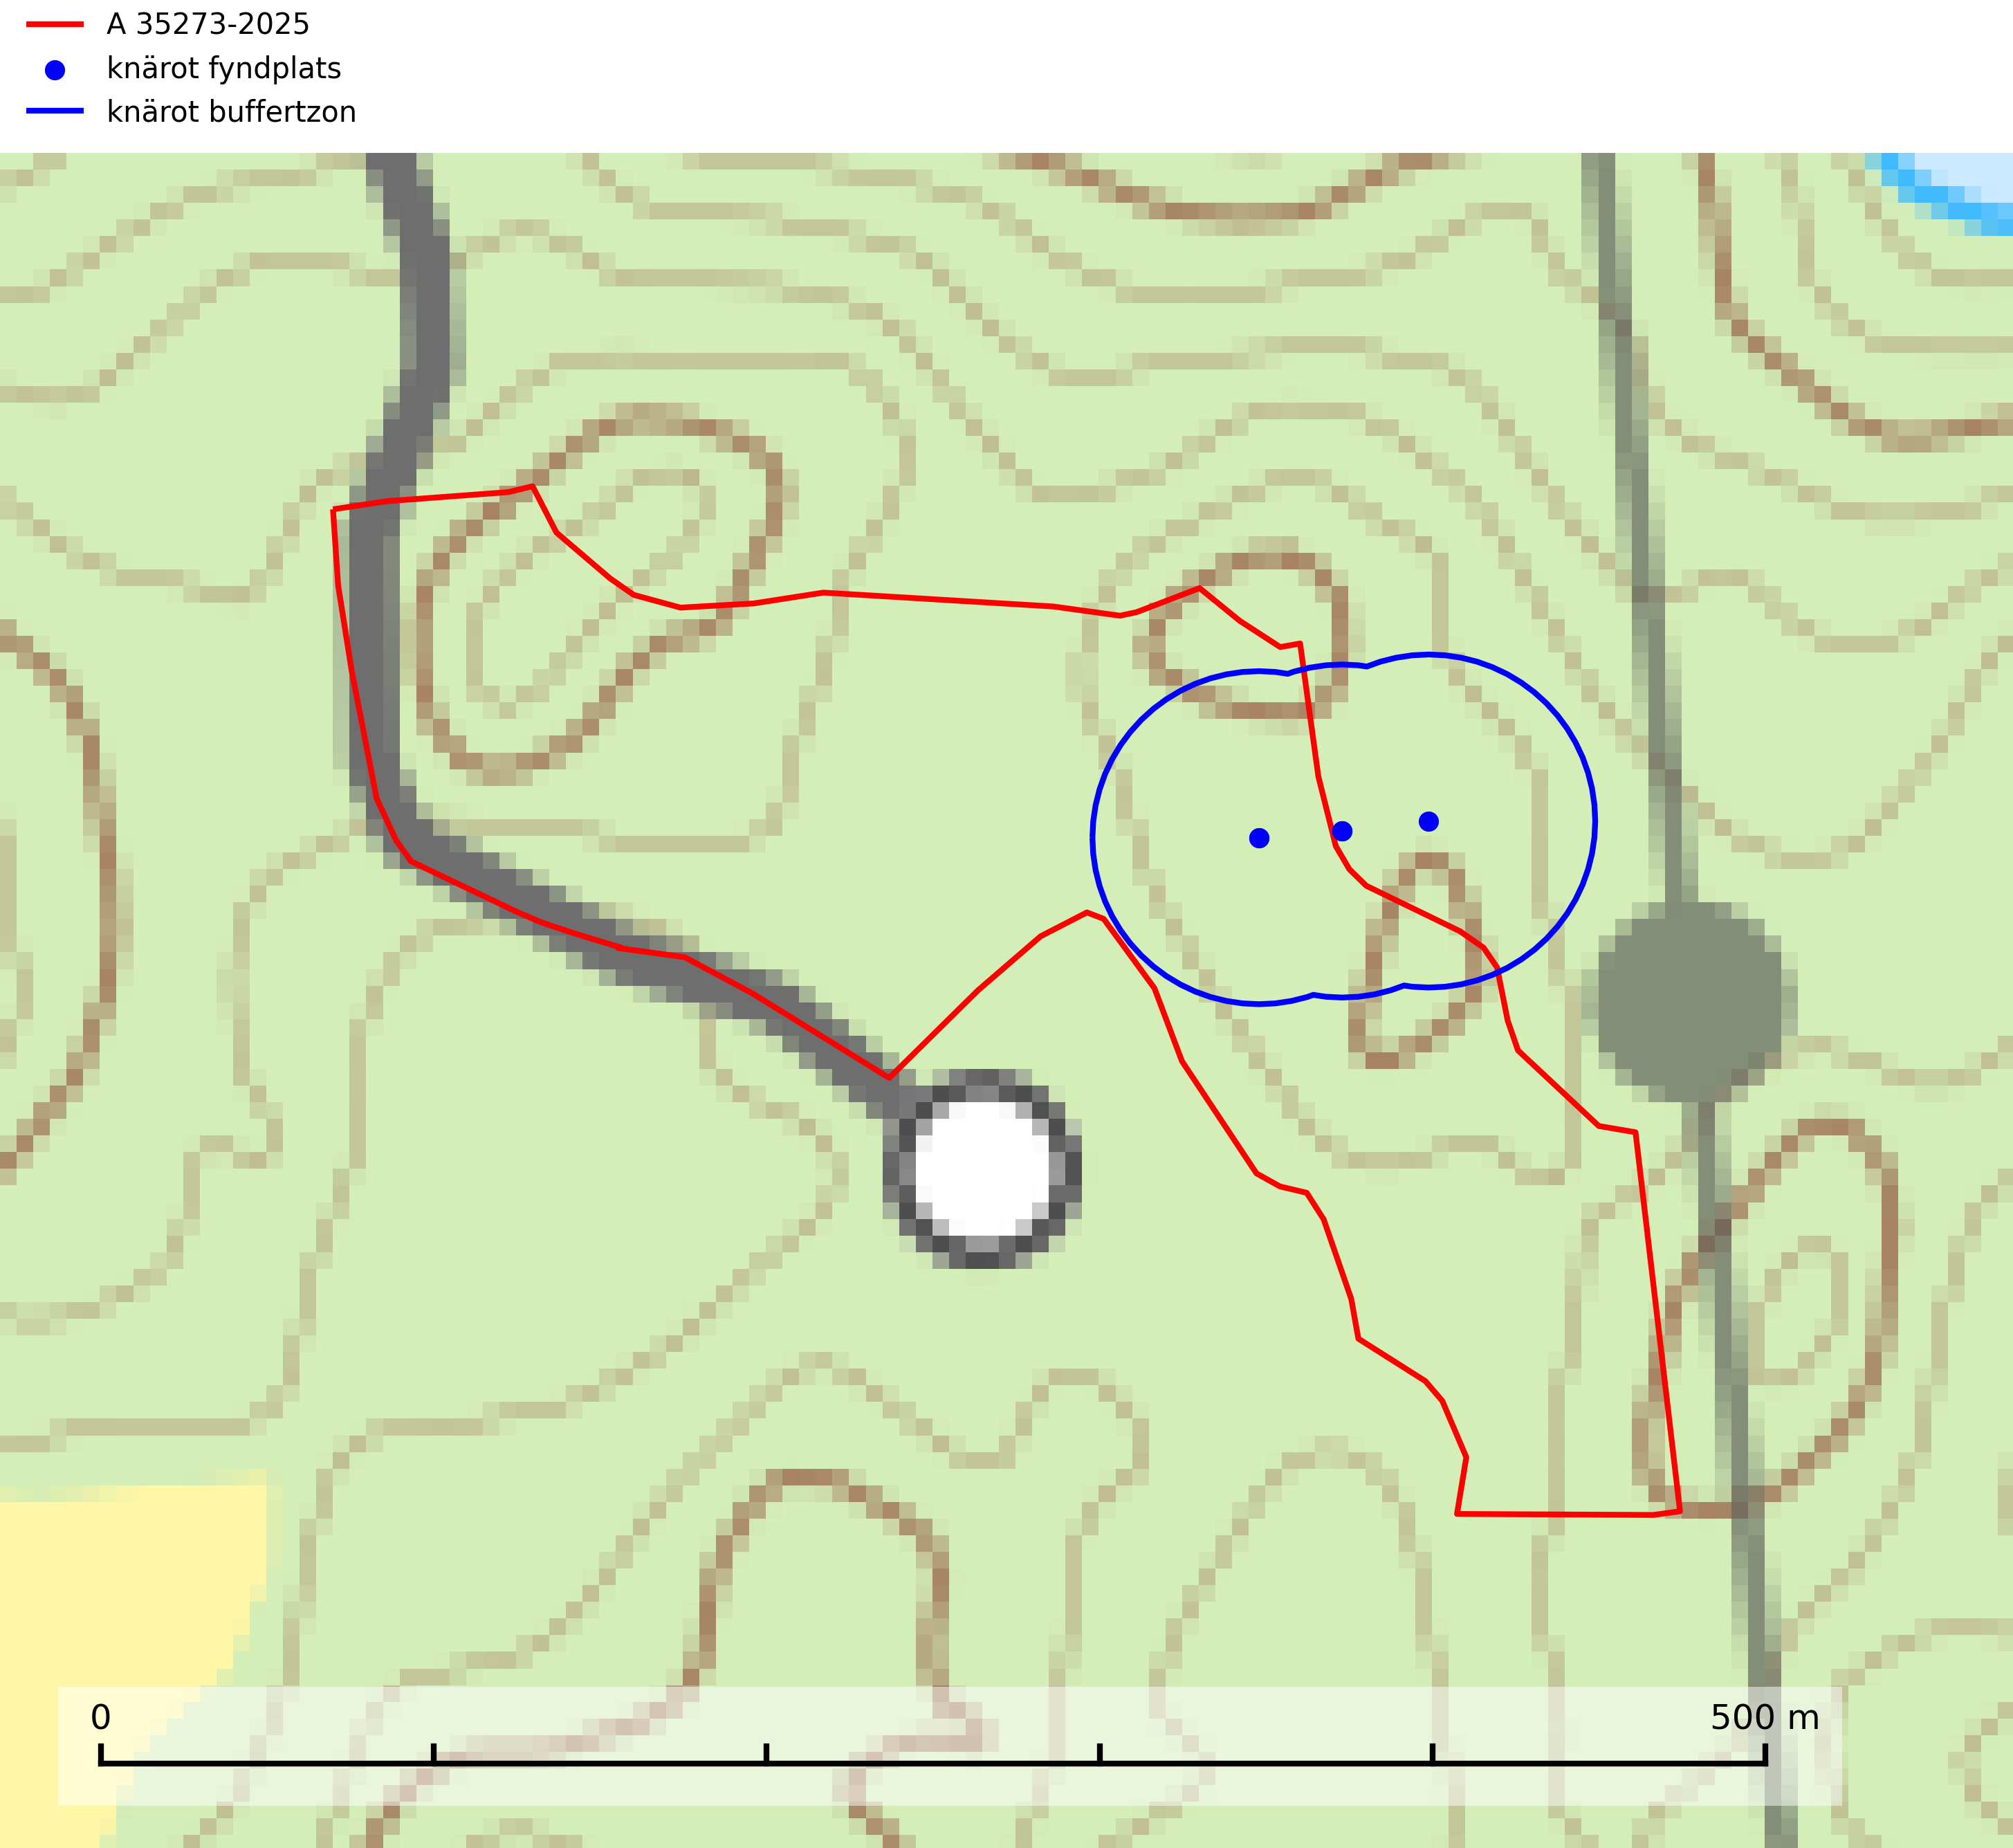 A 35273-2025
knärot fyndplats
knärot buffertzon
0
500 m